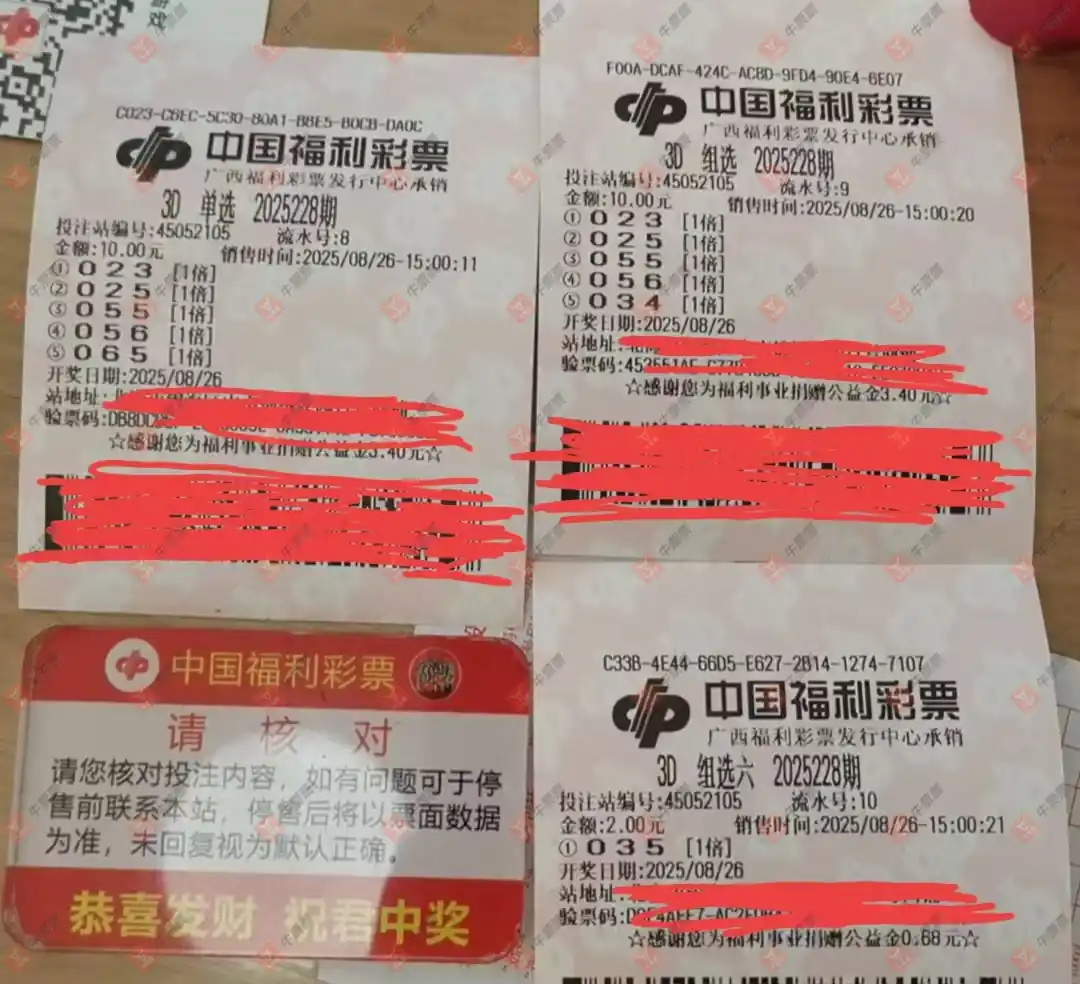 游戏
C023-C6EC-5C30-80A1-B8E5-B0CB-DA0C
中国福利彩票
广西福利彩票发行中心承销
3D 单选 2025228期
投注站编号:45052105 流水号:8
金额:10.00元 销售时间:2025/08/26-15:00:11
① 0 2 3 [1倍]
② 0 2 5 [1倍]
③ 0 5 5 [1倍]
④ 0 5 6 [1倍]
⑤ 0 6 5 [1倍]
开奖日期:2025/08/26
站地址:
验票码:
☆感谢您为福利事业捐赠公益金3.40元☆
F00A-DCAF-424C-AC8D-9FD4-90E4-6E07
中国福利彩票
广西福利彩票发行中心承销
3D 组选 2025228期
投注站编号:45052105 流水号:9
金额:10.00元 销售时间:2025/08/26-15:00:20
① 0 2 3 [1倍]
② 0 2 5 [1倍]
③ 0 5 5 [1倍]
④ 0 5 6 [1倍]
⑤ 0 3 4 [1倍]
开奖日期:2025/08/26
站地址:
验票码:
☆感谢您为福利事业捐赠公益金3.40元☆
中国福利彩票
请 核 对
请您核对投注内容，如有问题可于停
售前联系本站，停售后将以票面数据
为准，未回复视为默认正确。
恭喜发财 祝君中奖
C33B-4E44-66D5-E627-2B14-1274-7107
中国福利彩票
广西福利彩票发行中心承销
3D 组选六 2025228期
投注站编号:45052105 流水号:10
金额:2.00元 销售时间:2025/08/26-15:00:21
① 0 3 5 [1倍]
开奖日期:2025/08/26
站地址:
验票码:
☆感谢您为福利事业捐赠公益金0.68元☆